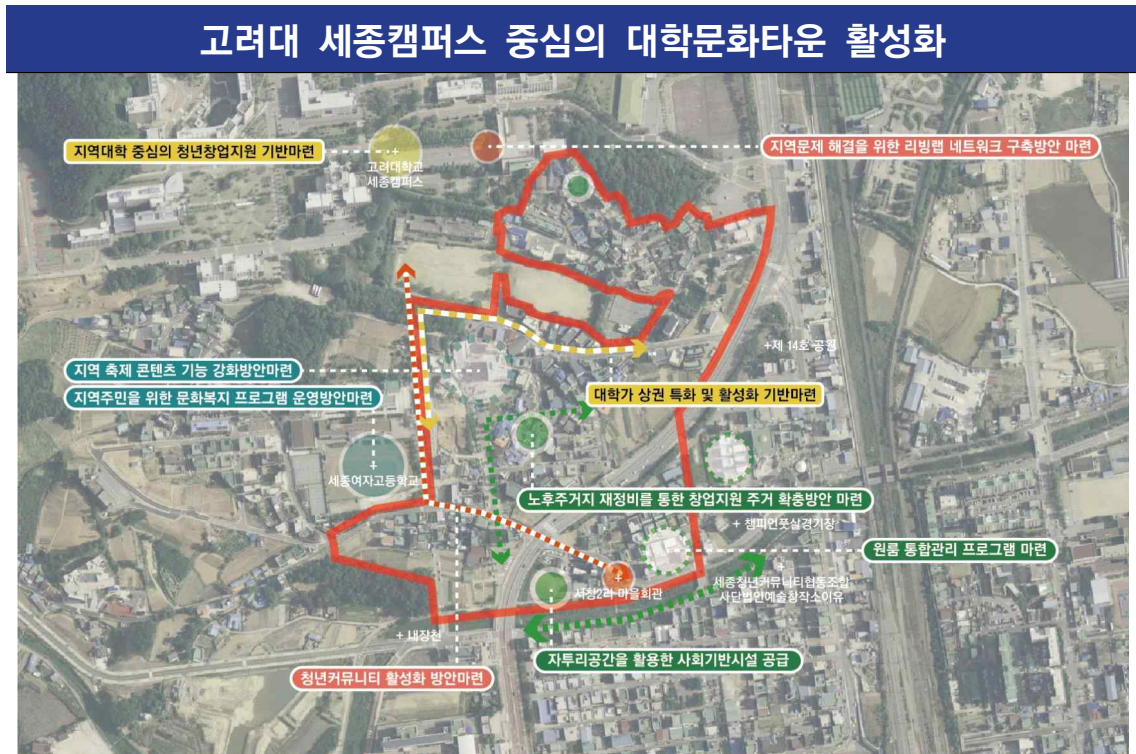 고려대 세종캠퍼스 중심의 대학문화타운 활성화
지역대학 중심의 청년창업지원 기반마련
+
고려대학교
세종캠퍼스
지역문제 해결을 위한 리빙랩 네트워크 구축방안 마련
+제 14호 공원
지역 축제 콘텐츠 기능 강화방안마련
지역주민을 위한 문화복지 프로그램 운영방안마련
대학가 상권 특화 및 활성화 기반마련
+
세종여자고등학교
노후주거지 재정비를 통한 창업지원 주거 확충방안 마련
+ 챔피언풋살경기장
원룸 통합관리 프로그램 마련
+
세종청년커뮤니티협동조합
사단법인예술창작소이유
+
서창2리 마을회관
+ 내장천
자투리공간을 활용한 사회기반시설 공급
청년커뮤니티 활성화 방안마련